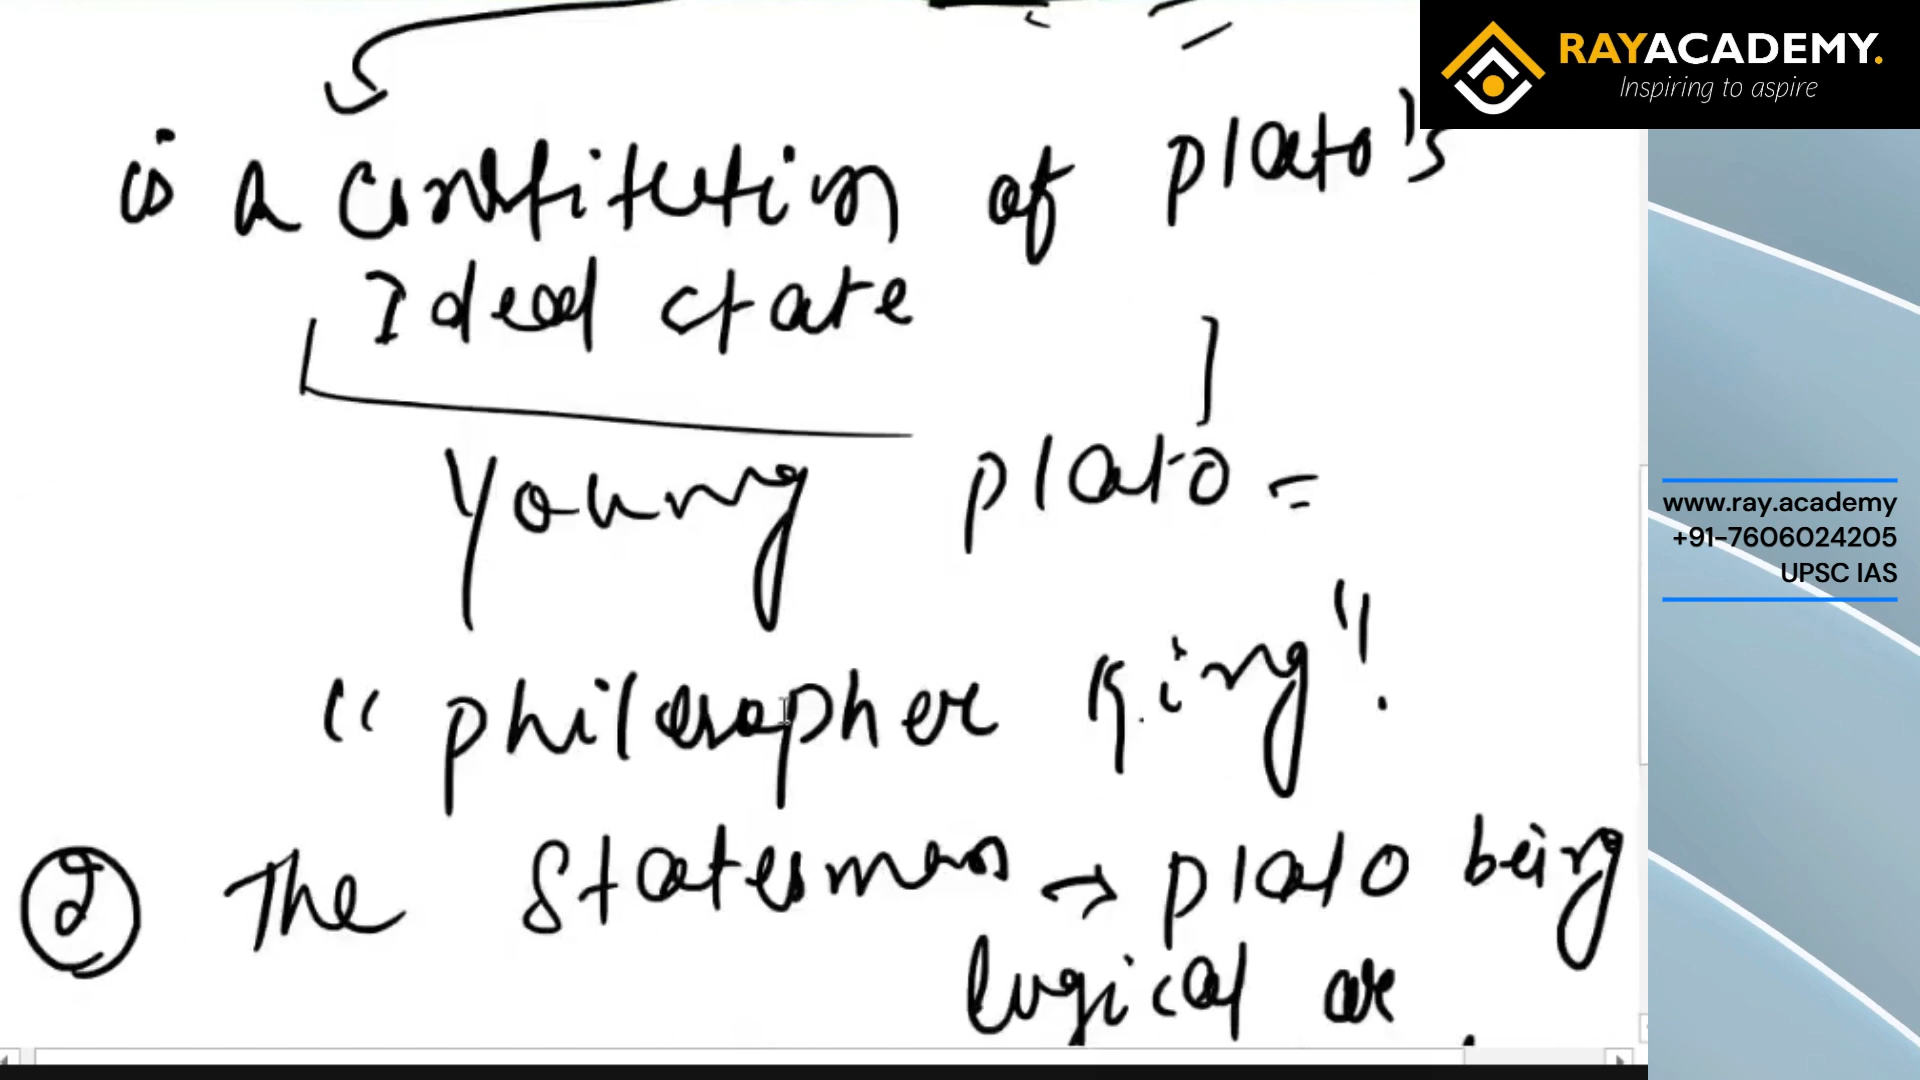 RAYACADEMY.
Inspiring to aspire
is a constitution of Plato's
Ideal state
Young Plato =
"philosopher King".
② The Statesman → Plato being
logical
www.ray.academy
+91-7606024205
UPSC IAS